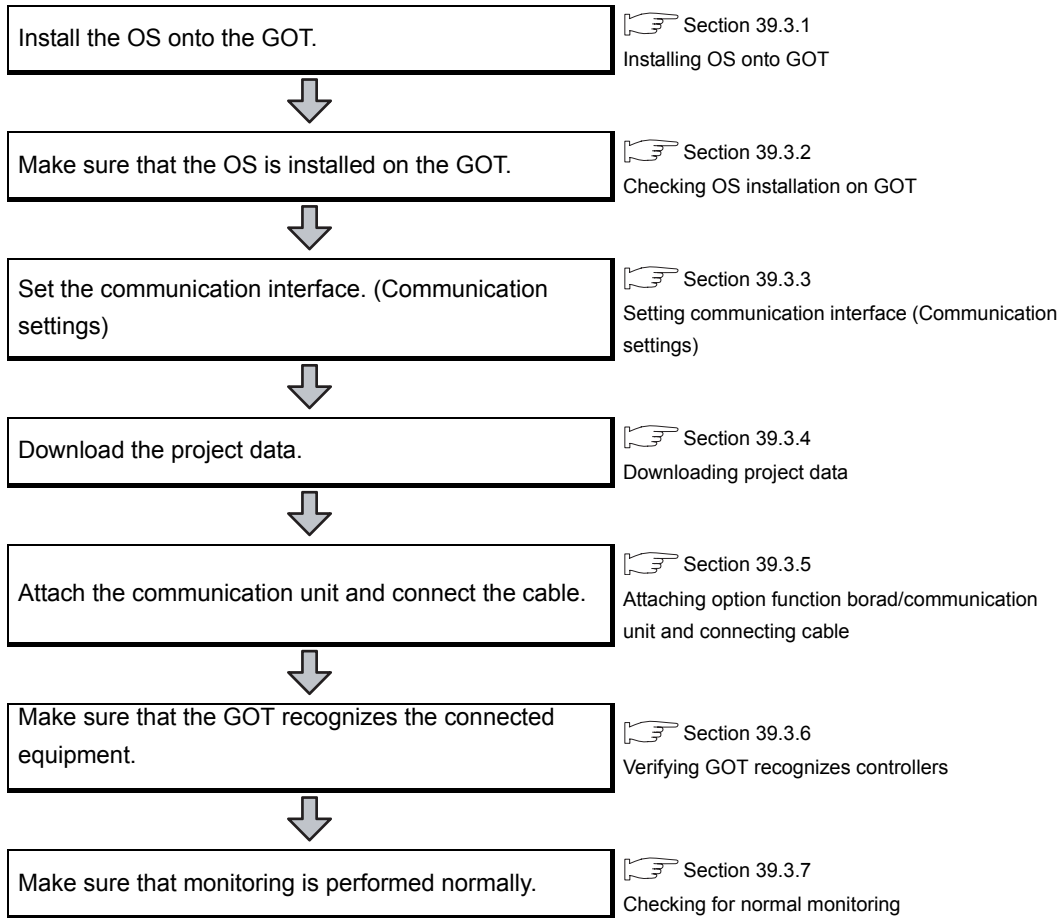 Install the OS onto the GOT.
Section 39.3.1
Installing OS onto GOT
Make sure that the OS is installed on the GOT.
Section 39.3.2
Checking OS installation on GOT
Set the communication interface. (Communication
settings)
Section 39.3.3
Setting communication interface (Communication
settings)
Download the project data.
Section 39.3.4
Downloading project data
Attach the communication unit and connect the cable.
Section 39.3.5
Attaching option function borad/communication
unit and connecting cable
Make sure that the GOT recognizes the connected
equipment.
Section 39.3.6
Verifying GOT recognizes controllers
Make sure that monitoring is performed normally.
Section 39.3.7
Checking for normal monitoring